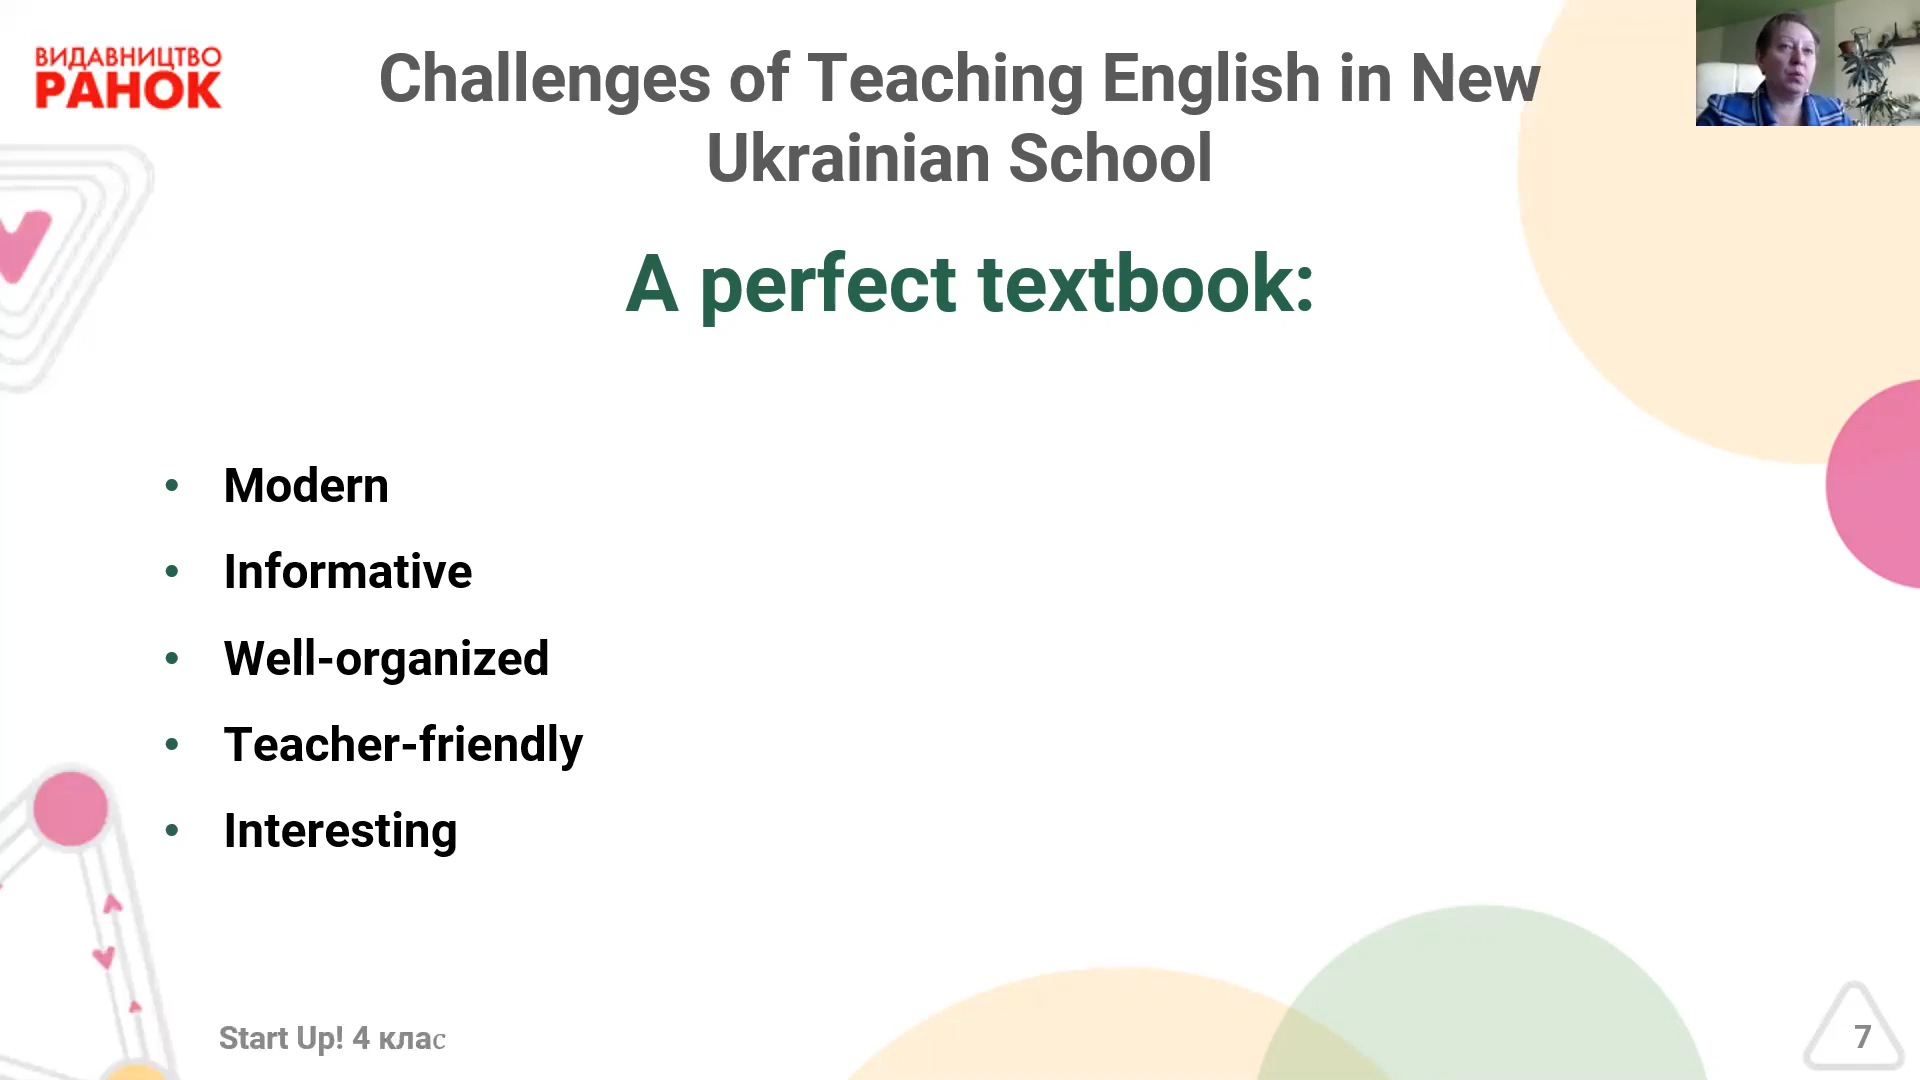 ВИДАВНИЦТВО
РАНОК
Challenges of Teaching English in New
Ukrainian School
A perfect textbook:
• Modern
• Informative
• Well-organized
• Teacher-friendly
• Interesting
Start Up! 4 клас
7